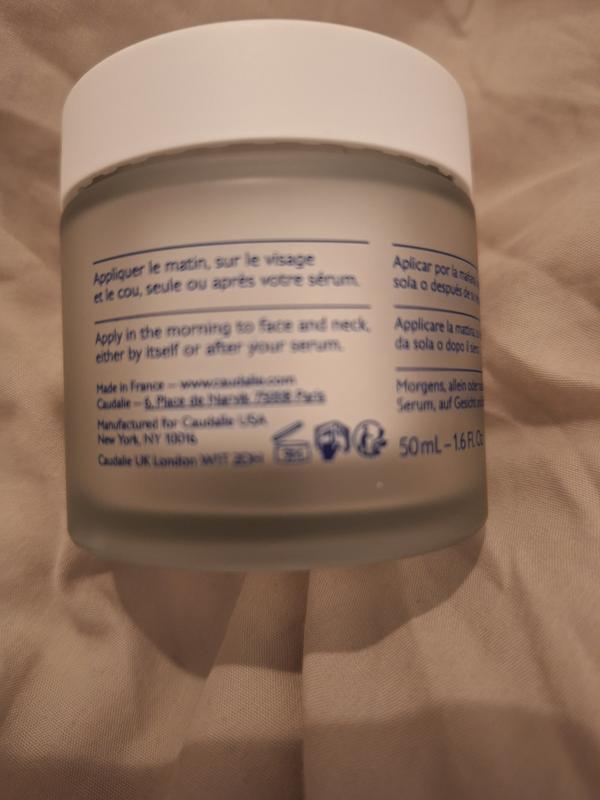 Appliquer le matin, sur le visage
et le cou, seule ou après votre sérum.
Apply in the morning to face and neck,
either by itself or after your serum.
Made in France – www.caudalie.com
Caudalie – 6, Place de Narvik 75008 Paris
Manufactured for Caudalie USA
New York, NY 10016
Caudalie UK London W1T
Aplicar por la
sola o después de
Applicare la mattina,
da sola o dopo il
Morgens, allein oder
Serum, auf Gesicht
50 mL – 1.6 Fl.